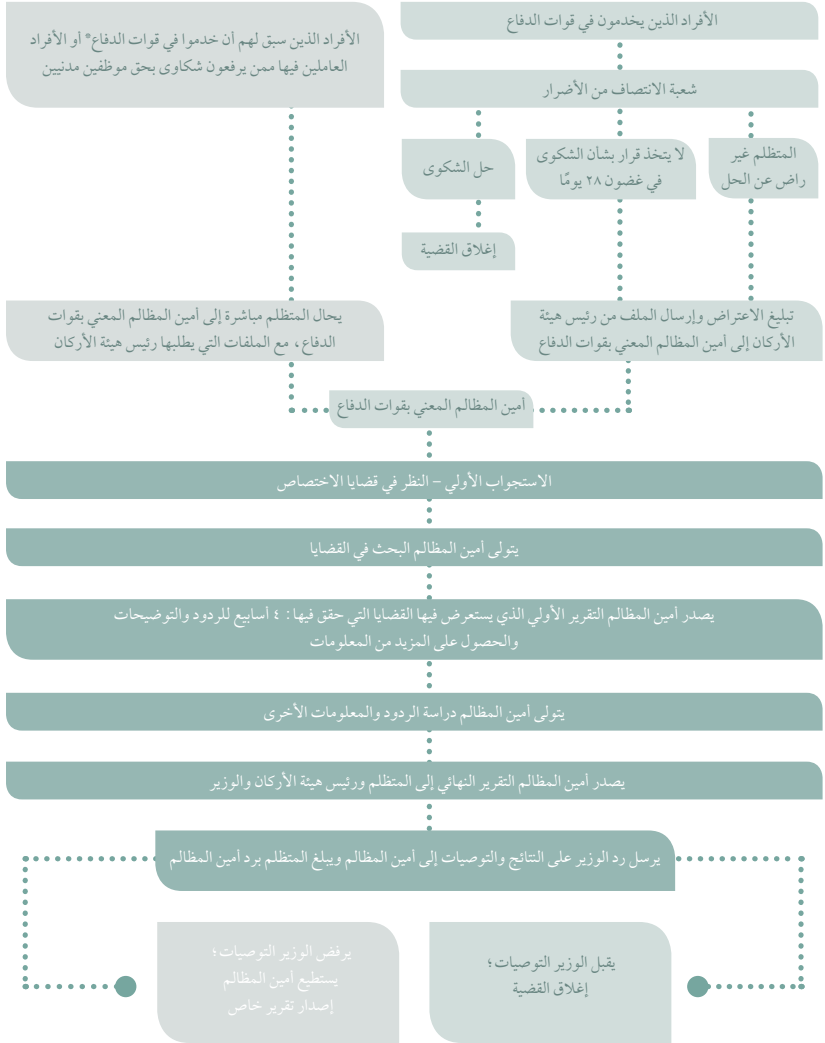 الأفراد الذين يخدمون في قوات الدفاع
الأفراد الذين سبق لهم أن خدموا في قوات الدفاع* أو الأفراد
العاملين فيها ممن يرفعون شكاوى بحق موظفين مدنيين
شعبة الانتصاف من الأضرار
المتظلم غير
راض عن الحل
لا يتخذ قرار بشأن الشكوى
في غضون ٢٨ يومًا
حل الشكوى
إغلاق القضية
تبليغ الاعتراض وإرسال الملف من رئيس هيئة
الأركان إلى أمين المظالم المعني بقوات الدفاع
يحال المتظلم مباشرة إلى أمين المظالم المعني بقوات
الدفاع، مع الملفات التي يطلبها رئيس هيئة الأركان
أمين المظالم المعني بقوات الدفاع
الاستجواب الأولي – النظر في قضايا الاختصاص
يتولى أمين المظالم البحث في القضايا
يصدر أمين المظالم التقرير الأولي الذي يستعرض فيها القضايا التي حقق فيها: ٤ أسابيع للردود والتوضيحات
والحصول على المزيد من المعلومات
يتولى أمين المظالم دراسة الردود والمعلومات الأخرى
يصدر أمين المظالم التقرير النهائي إلى المتظلم ورئيس هيئة الأركان والوزير
يرسل رد الوزير على النتائج والتوصيات إلى أمين المظالم ويبلغ المتظلم برد أمين المظالم
يقبل الوزير التوصيات؛
إغلاق القضية
يرفض الوزير التوصيات؛
يستطيع أمين المظالم
إصدار تقرير خاص